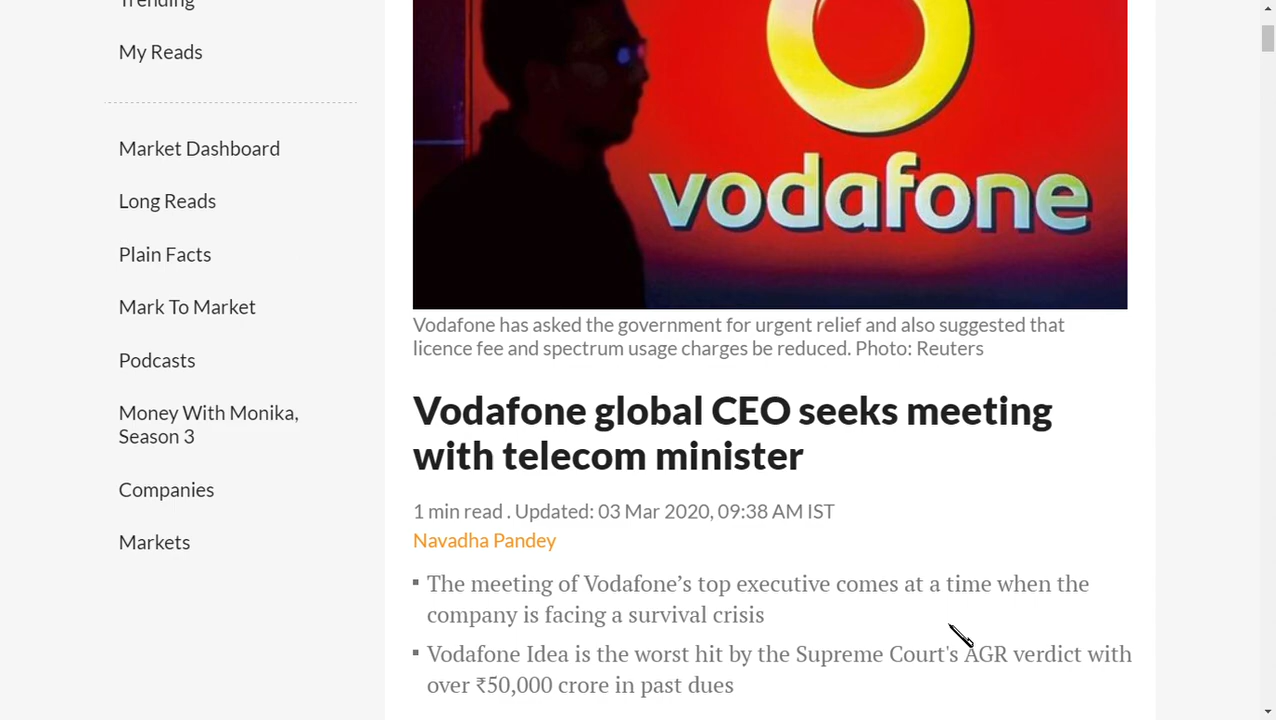 Trending
My Reads
Market Dashboard
Long Reads
Plain Facts
Mark To Market
Podcasts
Money With Monika,
Season 3
Companies
Markets
vodafone
Vodafone has asked the government for urgent relief and also suggested that
licence fee and spectrum usage charges be reduced. Photo: Reuters
Vodafone global CEO seeks meeting
with telecom minister
1 min read . Updated: 03 Mar 2020, 09:38 AM IST
Navadha Pandey
The meeting of Vodafone’s top executive comes at a time when the
company is facing a survival crisis
Vodafone Idea is the worst hit by the Supreme Court's AGR verdict with
over ₹50,000 crore in past dues